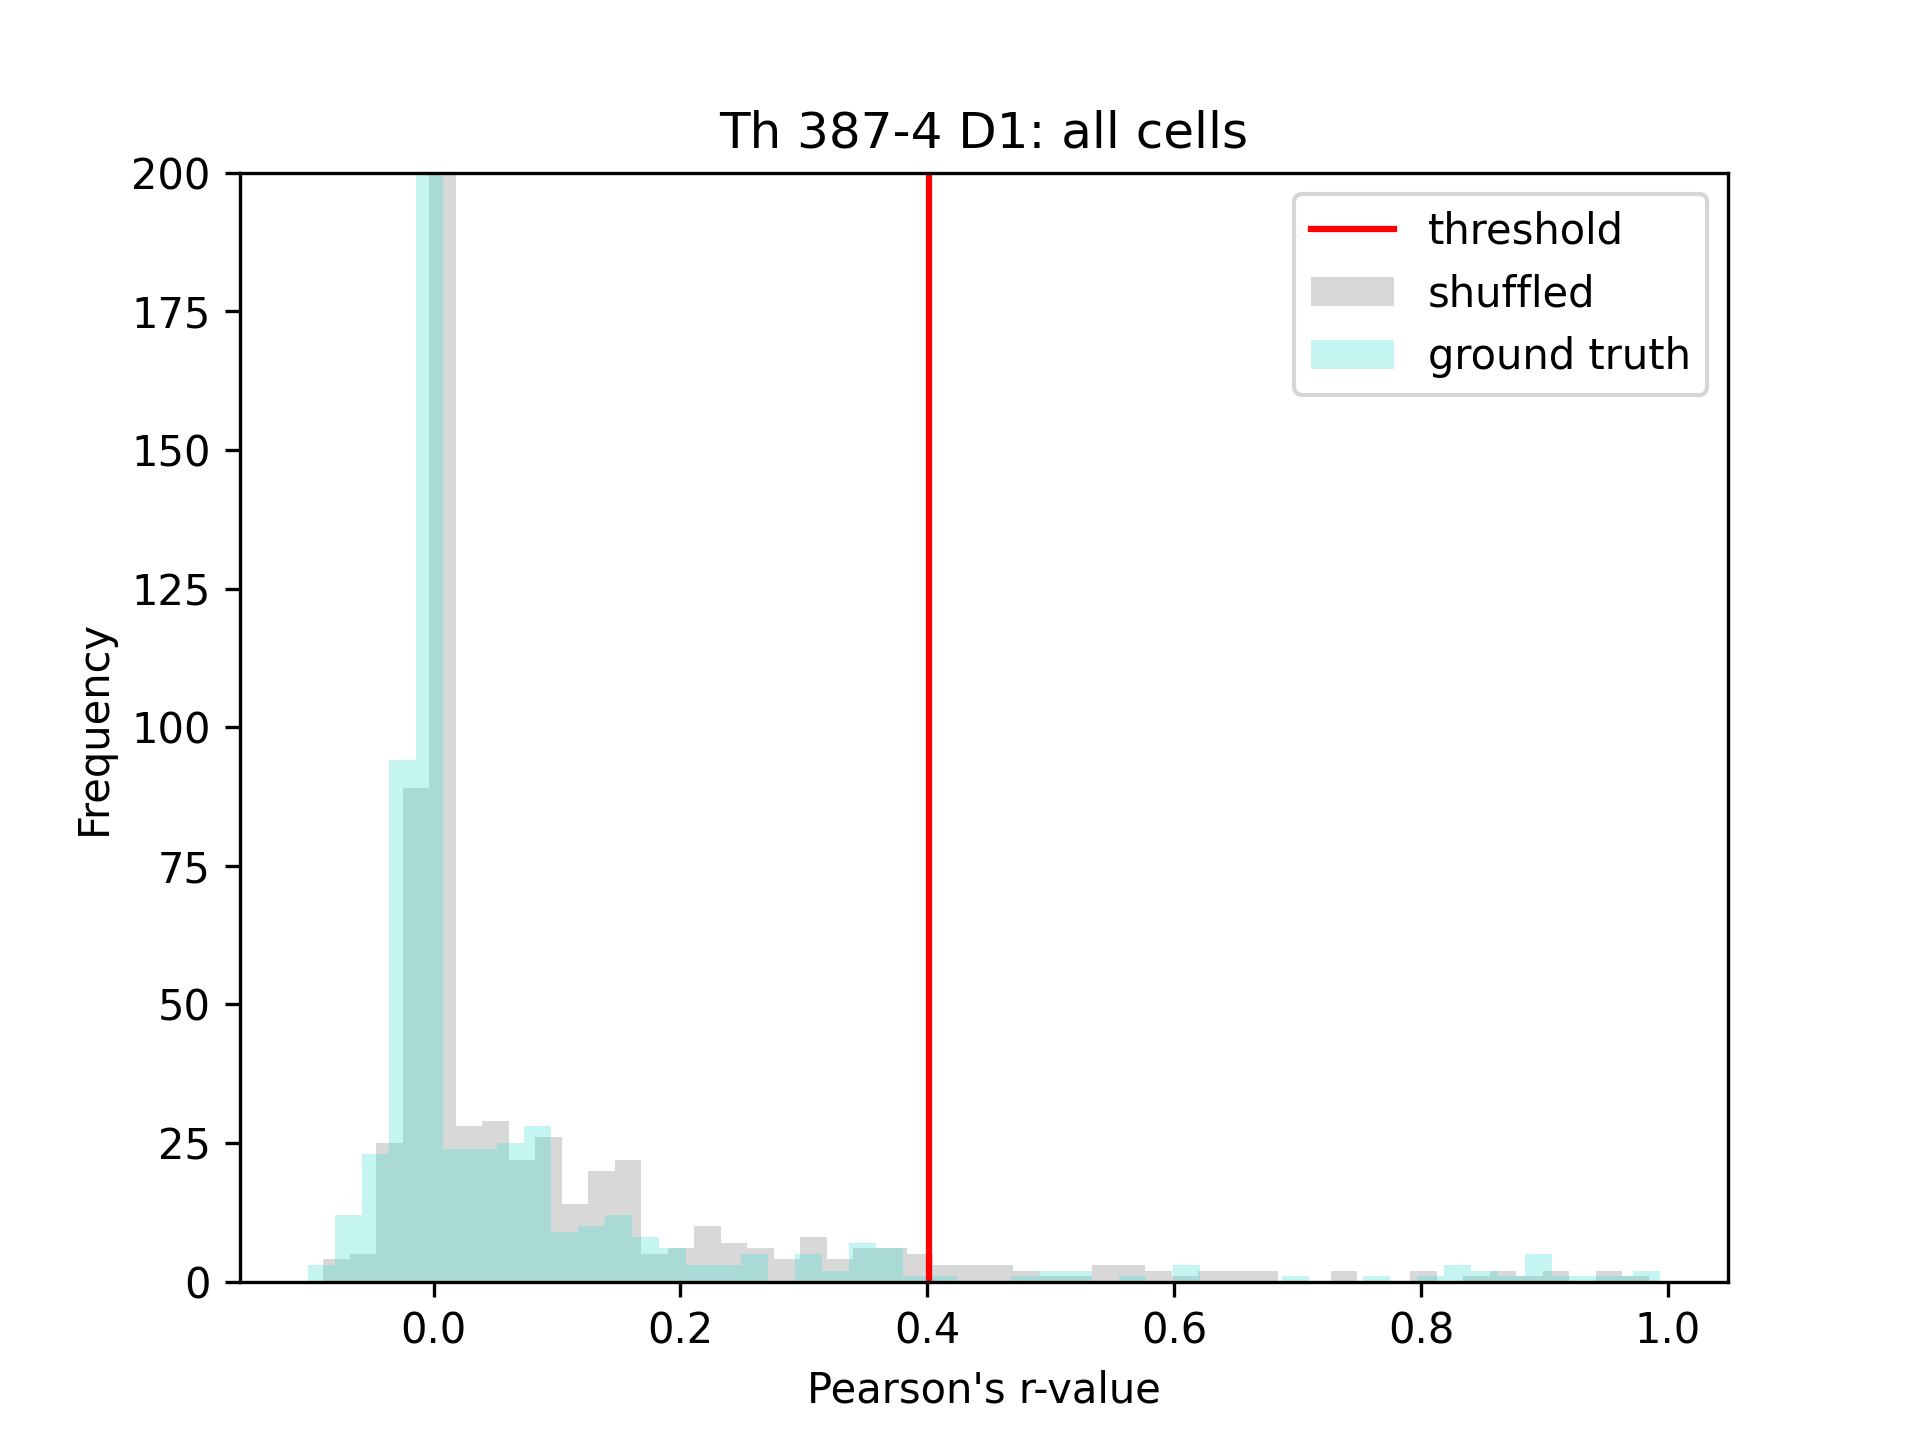 Th 387-4 D1: all cells
200
175
150
125
100
75
50
25
0
Frequency
threshold
shuffled
ground truth
0.0 0.2 0.4 0.6 0.8 1.0
Pearson's r-value